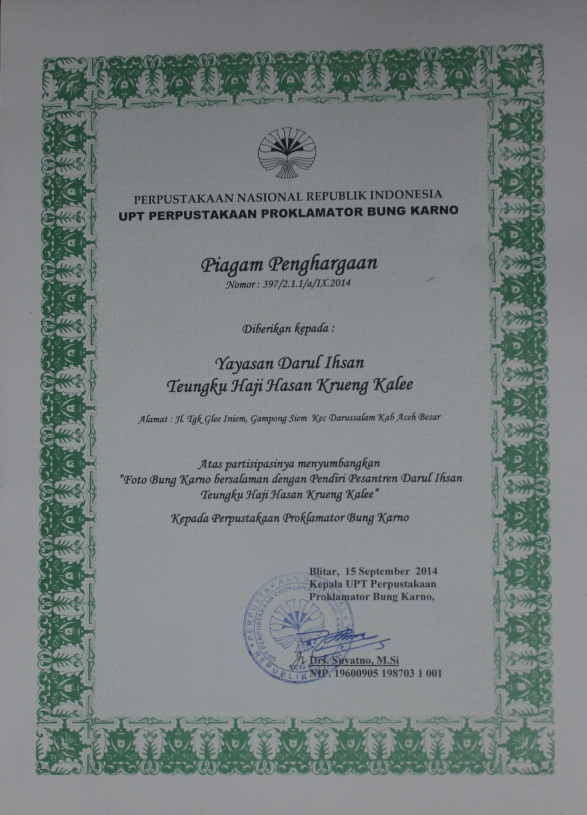 PERPUSTAKAAN NASIONAL REPUBLIK INDONESIA
UPT PERPUSTAKAAN PROKLAMATOR BUNG KARNO
Piagam Penghargaan
Nomor : 397/2.1.1/a/IX.2014
Diberikan kepada :
Yayasan Darul Ihsan
Teungku Haji Hasan Krueng Kalee
Alamat : Jl. Tgk Glee Iniem, Gampong Siem Kec Darussalam Kab Aceh Besar
Atas partisipasinya menyumbangkan
"Foto Bung Karno bersalaman dengan Pendiri Pesantren Darul Ihsan
Teungku Haji Hasan Krueng Kalee"
Kepada Perpustakaan Proklamator Bung Karno
Blitar, 15 September 2014
Kepala UPT Perpustakaan
Proklamator Bung Karno,
Drs. Suyatno, M.Si
NIP. 19600905 198703 1 001